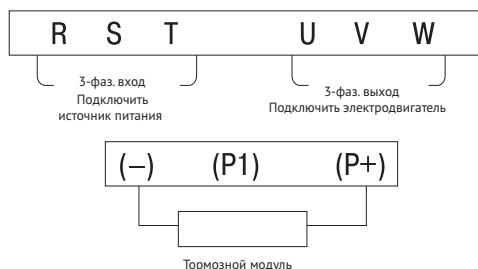 R S T U V W
3-фаз. вход
Подключить
источник питания
3-фаз. выход
Подключить электродвигатель
(−) (P1) (P+)
Тормозной модуль